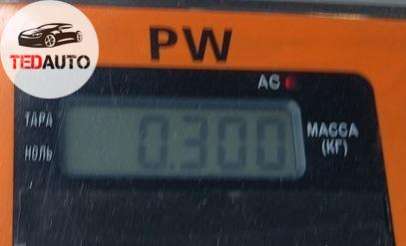 TEDAUTO
PW
AC
ТАРА
0.300
МАССА
(КГ)
НОЛЬ